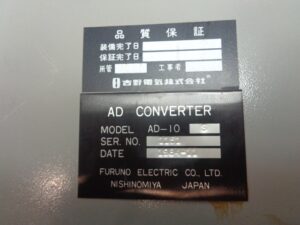 品質保証
装備完了日
保証完了日
所管 工事者
古野電気株式会社
AD CONVERTER
MODEL AD-10 S
SER. NO.
DATE
FURUNO ELECTRIC CO., LTD.
NISHINOMIYA JAPAN